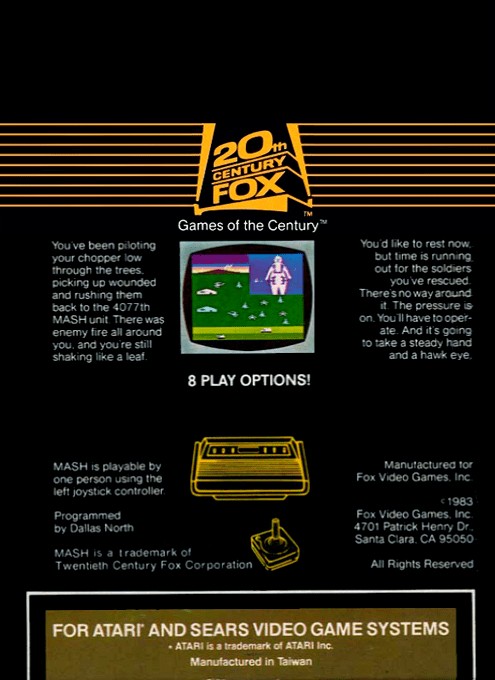 20th
CENTURY
FOX
TM
Games of the Century™
You've been piloting
your chopper low
through the trees,
picking up wounded
and rushing them
back to the 4077th
MASH unit. There was
enemy fire all around
you, and you're still
shaking like a leaf.
You'd like to rest now,
but time is running
out for the soldiers
you've rescued.
There's no way around
it. The pressure is
on. You'll have to oper-
ate. And it's going
to take a steady hand
and a hawk eye.
8 PLAY OPTIONS!
MASH is playable by
one person using the
left joystick controller.
Programmed
by Dallas North
MASH is a trademark of
Twentieth Century Fox Corporation
Manufactured for
Fox Video Games, Inc.
©1983
Fox Video Games, Inc.
4701 Patrick Henry Dr.,
Santa Clara, CA 95050
All Rights Reserved
FOR ATARI* AND SEARS VIDEO GAME SYSTEMS
* ATARI is a trademark of ATARI Inc.
Manufactured in Taiwan